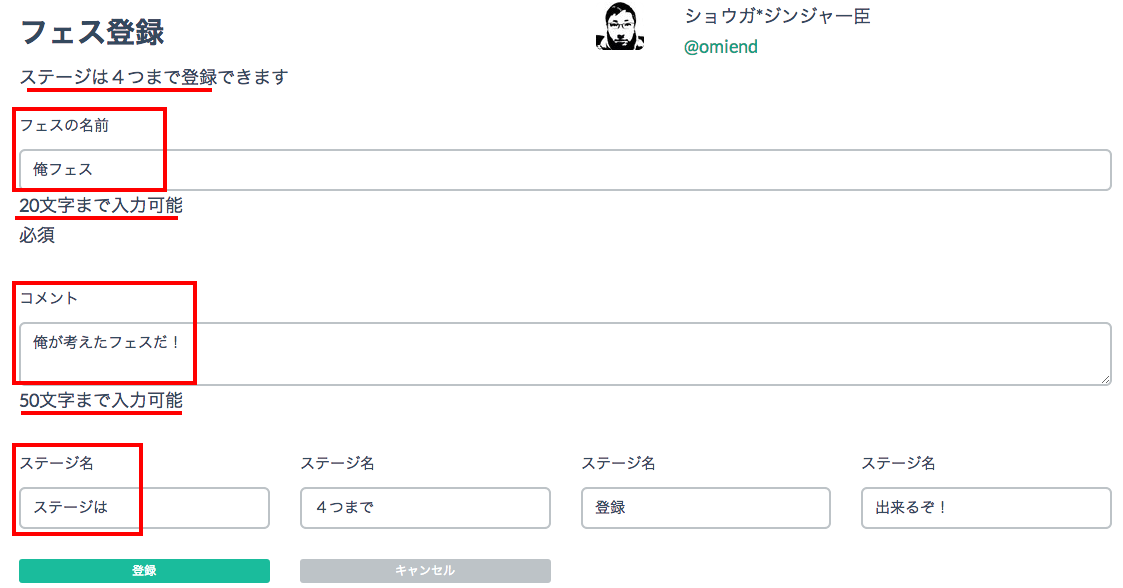 フェス登録
ショウガ*ジンジャー臣
@omiend
ステージは４つまで登録できます
フェスの名前
俺フェス
20文字まで入力可能
必須
コメント
俺が考えたフェスだ！
50文字まで入力可能
ステージ名 ステージ名 ステージ名 ステージ名
ステージは ４つまで 登録 出来るぞ！
登録 キャンセル